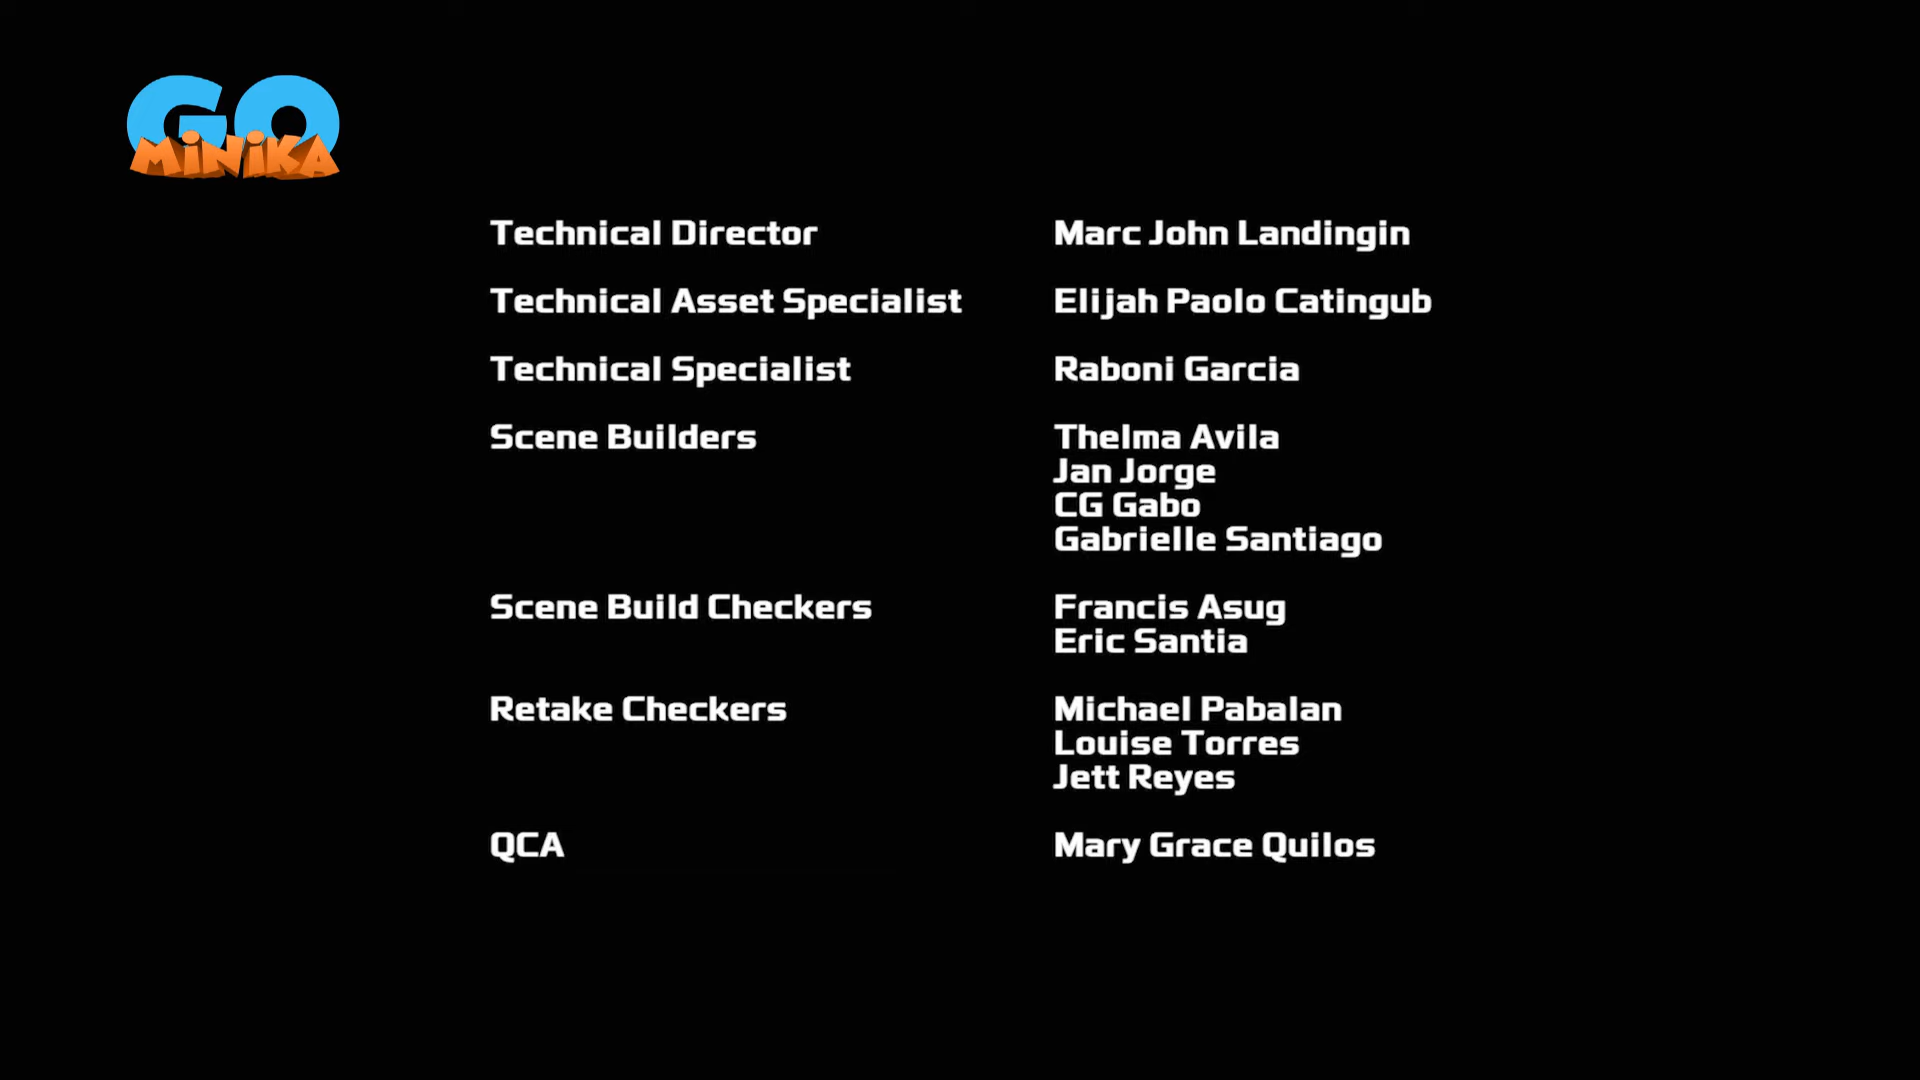 GO
MiNiKA
Technical Director Marc John Landingin
Technical Asset Specialist Elijah Paolo Catingub
Technical Specialist Raboni Garcia
Scene Builders Thelma Avila
Jan Jorge
CG Gabo
Gabrielle Santiago
Scene Build Checkers Francis Asug
Eric Santia
Retake Checkers Michael Pabalan
Louise Torres
Jett Reyes
QCA Mary Grace Quilos